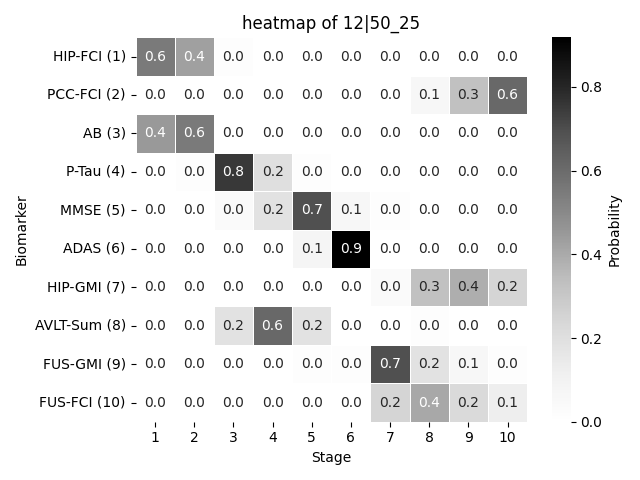 heatmap of 12|50_25
HIP-FCI (1) 0.6 0.4 0.0 0.0 0.0 0.0 0.0 0.0 0.0 0.0
PCC-FCI (2) 0.0 0.0 0.0 0.0 0.0 0.0 0.0 0.1 0.3 0.6
AB (3) 0.4 0.6 0.0 0.0 0.0 0.0 0.0 0.0 0.0 0.0
P-Tau (4) 0.0 0.0 0.8 0.2 0.0 0.0 0.0 0.0 0.0 0.0
MMSE (5) 0.0 0.0 0.0 0.2 0.7 0.1 0.0 0.0 0.0 0.0
ADAS (6) 0.0 0.0 0.0 0.0 0.1 0.9 0.0 0.0 0.0 0.0
HIP-GMI (7) 0.0 0.0 0.0 0.0 0.0 0.0 0.0 0.3 0.4 0.2
AVLT-Sum (8) 0.0 0.0 0.2 0.6 0.2 0.0 0.0 0.0 0.0 0.0
FUS-GMI (9) 0.0 0.0 0.0 0.0 0.0 0.0 0.7 0.2 0.1 0.0
FUS-FCI (10) 0.0 0.0 0.0 0.0 0.0 0.0 0.2 0.4 0.2 0.1
1 2 3 4 5 6 7 8 9 10
Stage
Biomarker
0.8
0.6
0.4
0.2
0.0
Probability